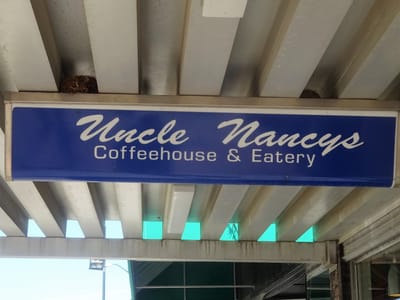 Uncle Nancys
Coffeehouse & Eatery